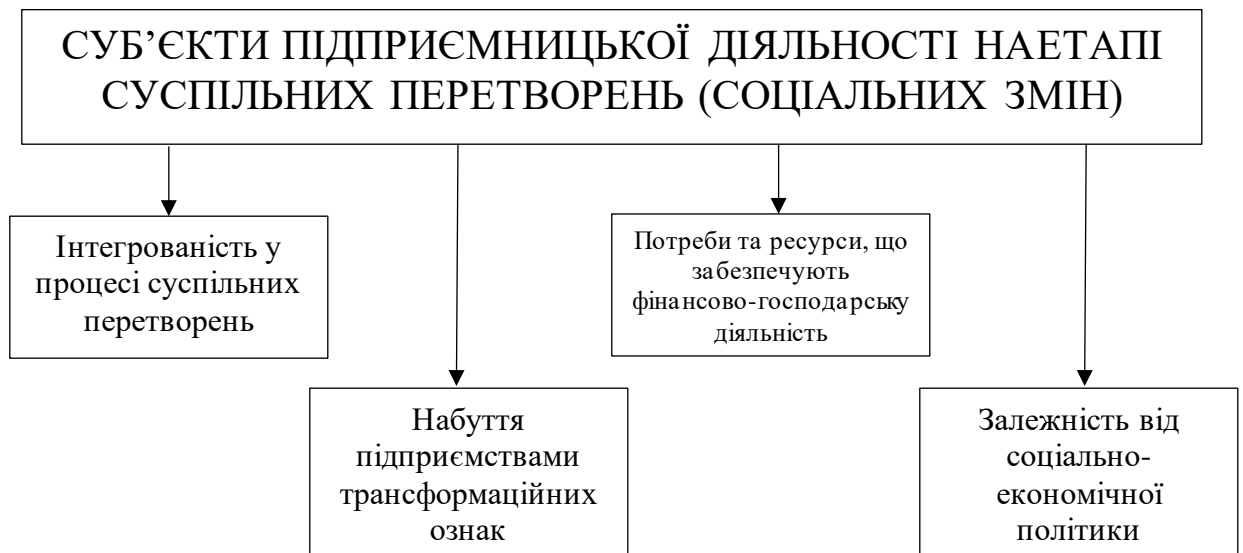 СУБ’ЄКТИ ПІДПРИЄМНИЦЬКОЇ ДІЯЛЬНОСТІ НАЕТАПІ
СУСПІЛЬНИХ ПЕРЕТВОРЕНЬ (СОЦІАЛЬНИХ ЗМІН)
Інтегрованість у
процесі суспільних
перетворень
Потреби та ресурси, що
забезпечують
фінансово-господарську
діяльність
Набуття
підприємствами
трансформаційних
ознак
Залежність від
соціально-
економічної
політики